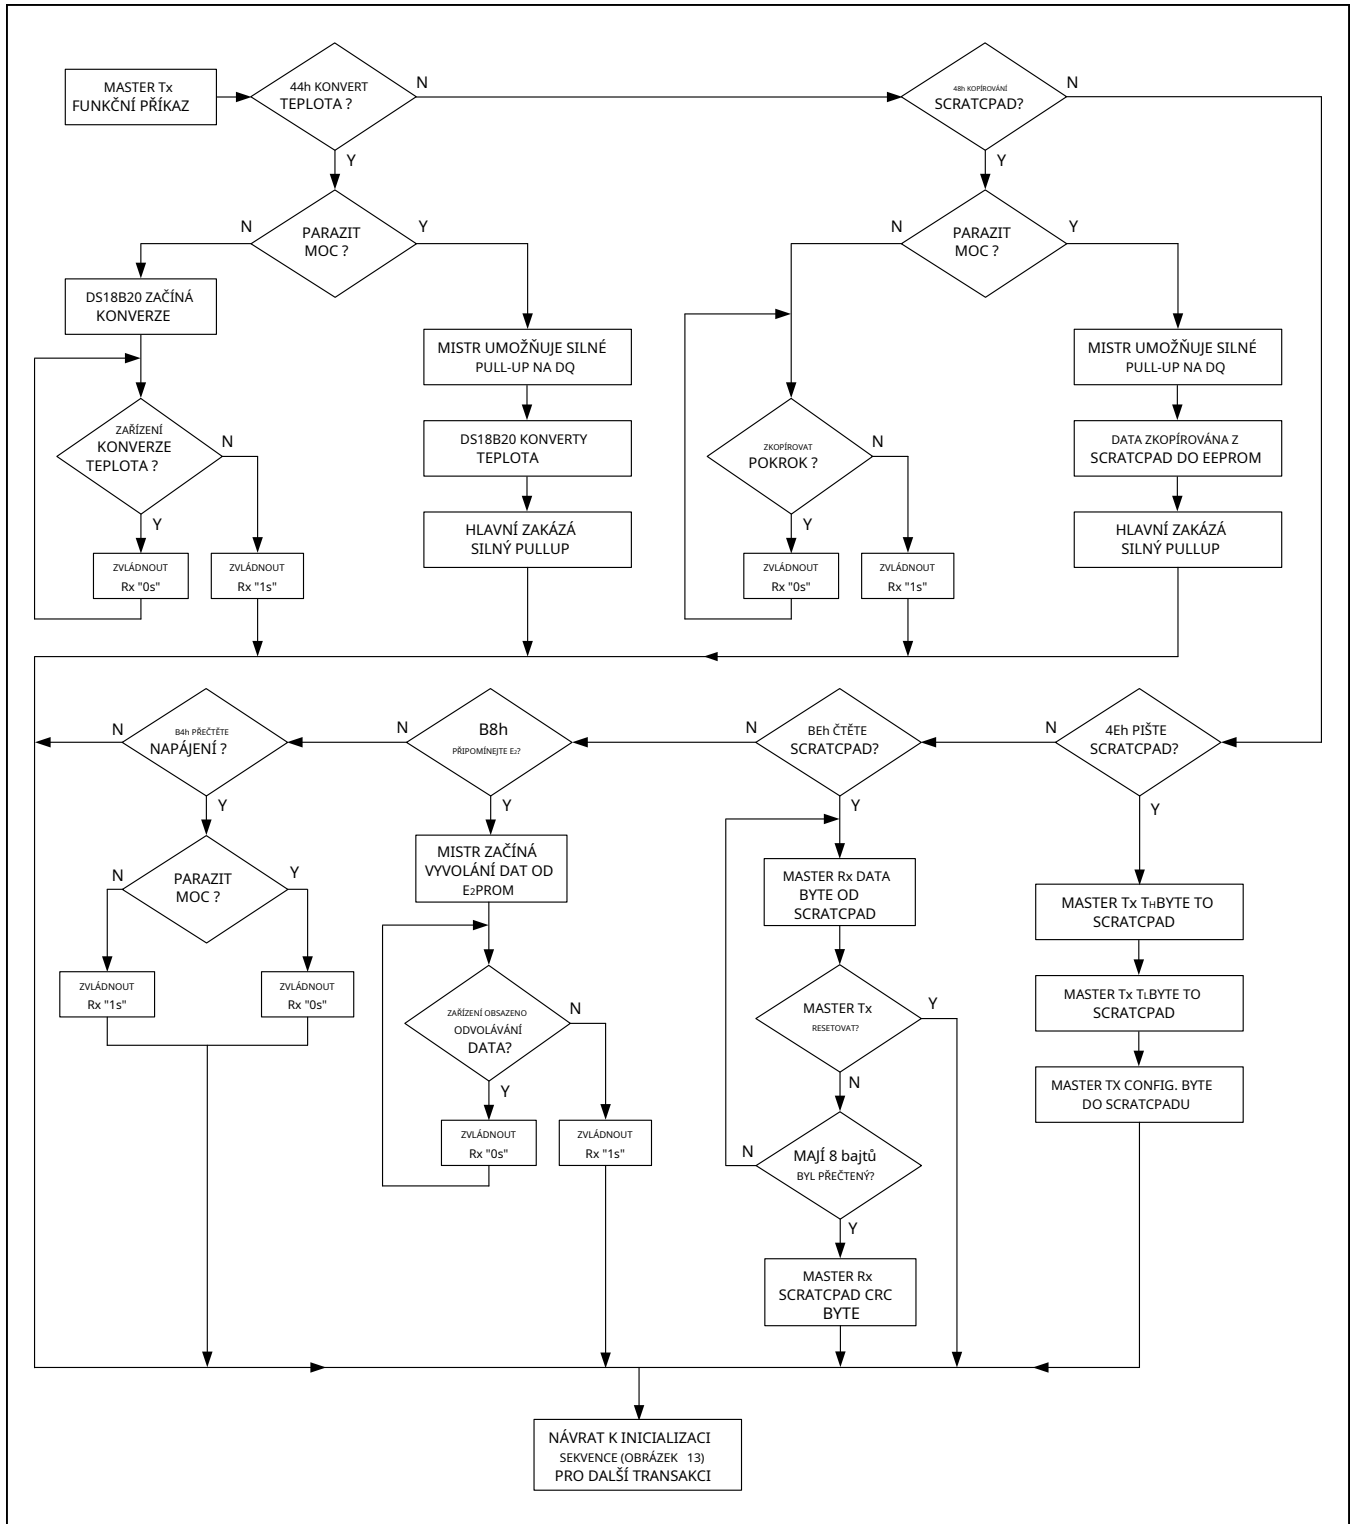 MASTER Tx
FUNKČNÍ PŘÍKAZ
44h KONVERT
TEPLOTA ?
N
Y
48h KOPÍROVÁNÍ
SCRATCPAD?
N
Y
PARAZIT
MOC ?
N
Y
PARAZIT
MOC ?
N
Y
DS18B20 ZAČÍNÁ
KONVERZE
MISTR UMOŽŇUJE SILNÉ
PULL-UP NA DQ
MISTR UMOŽŇUJE SILNÉ
PULL-UP NA DQ
ZAŘÍZENÍ
KONVERZE
TEPLOTA ?
N
Y
DS18B20 KONVERTY
TEPLOTA
ZKOPÍROVAT
POKROK ?
N
Y
DATA ZKOPÍROVÁNA Z
SCRATCPAD DO EEPROM
HLAVNÍ ZAKÁZÁ
SILNÝ PULLUP
HLAVNÍ ZAKÁZÁ
SILNÝ PULLUP
ZVLÁDNOUT
Rx "0s"
ZVLÁDNOUT
Rx "1s"
ZVLÁDNOUT
Rx "0s"
ZVLÁDNOUT
Rx "1s"
N
B4h PŘEČTĚTE
NAPÁJENÍ ?
Y
N
B8h
PŘIPOMÍNEJTE E2?
Y
N
BEh ČTĚTE
SCRATCPAD?
Y
N
4Eh PIŠTE
SCRATCPAD?
Y
PARAZIT
MOC ?
N
Y
MISTR ZAČÍNÁ
VYVOLÁNÍ DAT OD
E2PROM
MASTER Rx DATA
BYTE OD
SCRATCPAD
MASTER Tx THBYTE TO
SCRATCPAD
ZVLÁDNOUT
Rx "1s"
ZVLÁDNOUT
Rx "0s"
ZAŘÍZENÍ OBSAZENO
ODVOLÁVÁNÍ
DATA?
N
Y
MASTER Tx
RESETOVAT?
Y
N
MASTER Tx TLBYTE TO
SCRATCPAD
MASTER TX CONFIG. BYTE
DO SCRATCPADU
ZVLÁDNOUT
Rx "0s"
ZVLÁDNOUT
Rx "1s"
MAJÍ 8 bajtů
BYL PŘEČTENÝ?
N
Y
MASTER Rx
SCRATCPAD CRC
BYTE
NÁVRAT K INICIALIZACI
SEKVENCE (OBRÁZEK 13)
PRO DALŠÍ TRANSAKCI